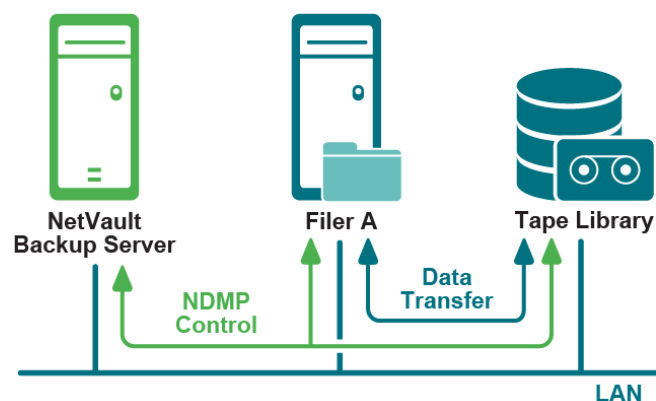 NetVault
Backup Server
Filer A
Tape Library
NDMP
Control
Data
Transfer
LAN